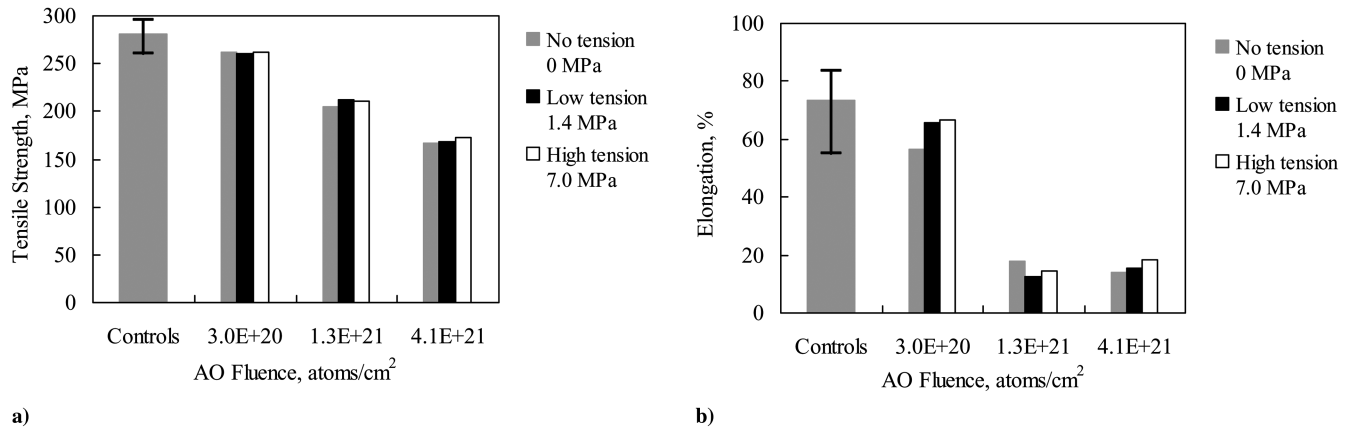 300
250
200
150
100
50
0
Tensile Strength, MPa
Controls 3.0E+20 1.3E+21 4.1E+21
AO Fluence, atoms/cm²
No tension
0 MPa
Low tension
1.4 MPa
High tension
7.0 MPa
a)
100
80
60
40
20
0
Elongation, %
Controls 3.0E+20 1.3E+21 4.1E+21
AO Fluence, atoms/cm²
No tension
0 MPa
Low tension
1.4 MPa
High tension
7.0 MPa
b)